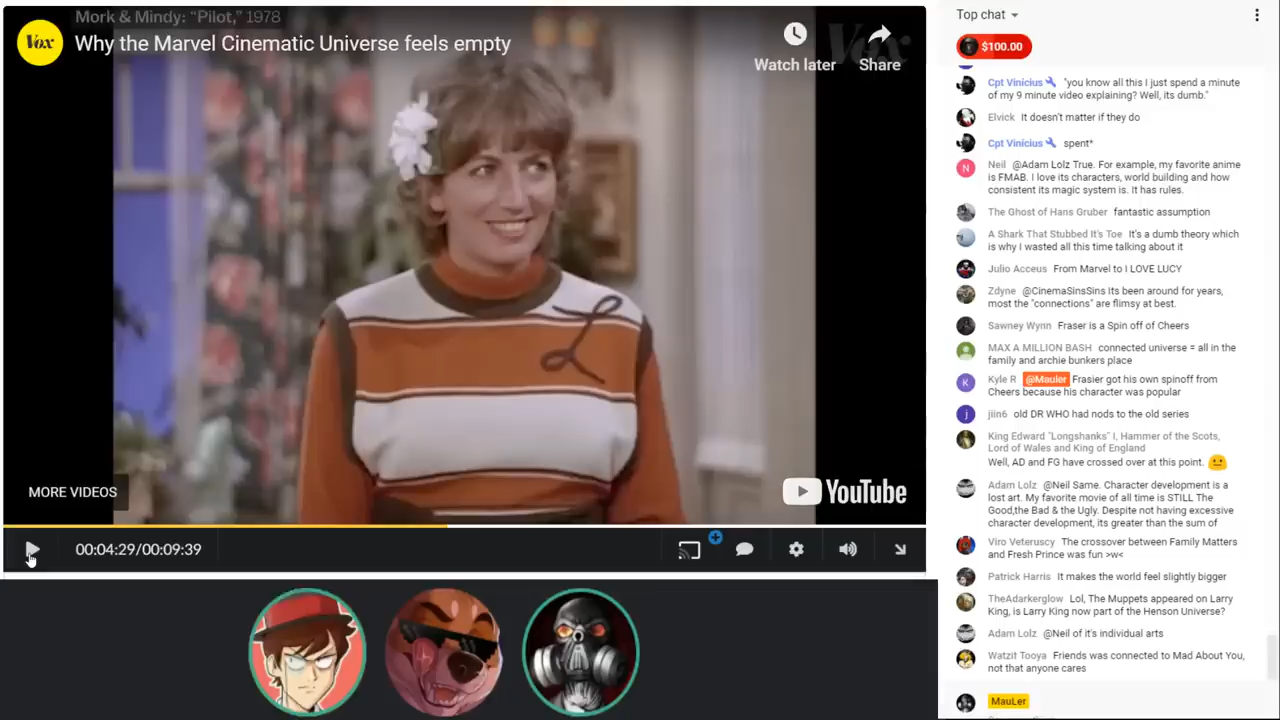 Mork & Mindy: "Pilot," 1978
Vox
Why the Marvel Cinematic Universe feels empty
Vox
Watch later
Share
MORE VIDEOS
YouTube
00:04:29/00:09:39
Top chat
$100.00
Cpt Vinícius "you know all this I just spend a minute
of my 9 minute video explaining? Well, its dumb."
Elvick It doesn't matter if they do
Cpt Vinícius spent*
N
Neil @Adam Lolz True. For example, my favorite anime
is FMAB. I love its characters, world building and how
consistent its magic system is. It has rules.
The Ghost of Hans Gruber fantastic assumption
A Shark That Stubbed It's Toe It's a dumb theory which
is why I wasted all this time talking about it
Julio Acceus From Marvel to I LOVE LUCY
Zdyne @CinemaSinsSins Its been around for years,
most the "connections" are flimsy at best.
Sawney Wynn Fraser is a Spin off of Cheers
MAX A MILLION BASH connected universe = all in the
family and archie bunkers place
K
Kyle R @Mauler Frasier got his own spinoff from
Cheers because his character was popular
j
jiin6 old DR WHO had nods to the old series
King Edward "Longshanks" I, Hammer of the Scots,
Lord of Wales and King of England
Well, AD and FG have crossed over at this point.
Adam Lolz @Neil Same. Character development is a
lost art. My favorite movie of all time is STILL The
Good,the Bad & the Ugly. Despite not having excessive
character development, its greater than the sum of
Viro Veteruscy The crossover between Family Matters
and Fresh Prince was fun >w<
Patrick Harris It makes the world feel slightly bigger
TheAdarkerglow Lol, The Muppets appeared on Larry
King, is Larry King now part of the Henson Universe?
Adam Lolz @Neil of it's individual arts
Watzit Tooya Friends was connected to Mad About You,
not that anyone cares
MauLer